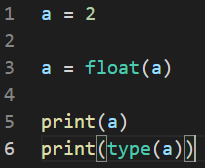 1 a = 2
2
3 a = float(a)
4
5 print(a)
6 print(type(a))